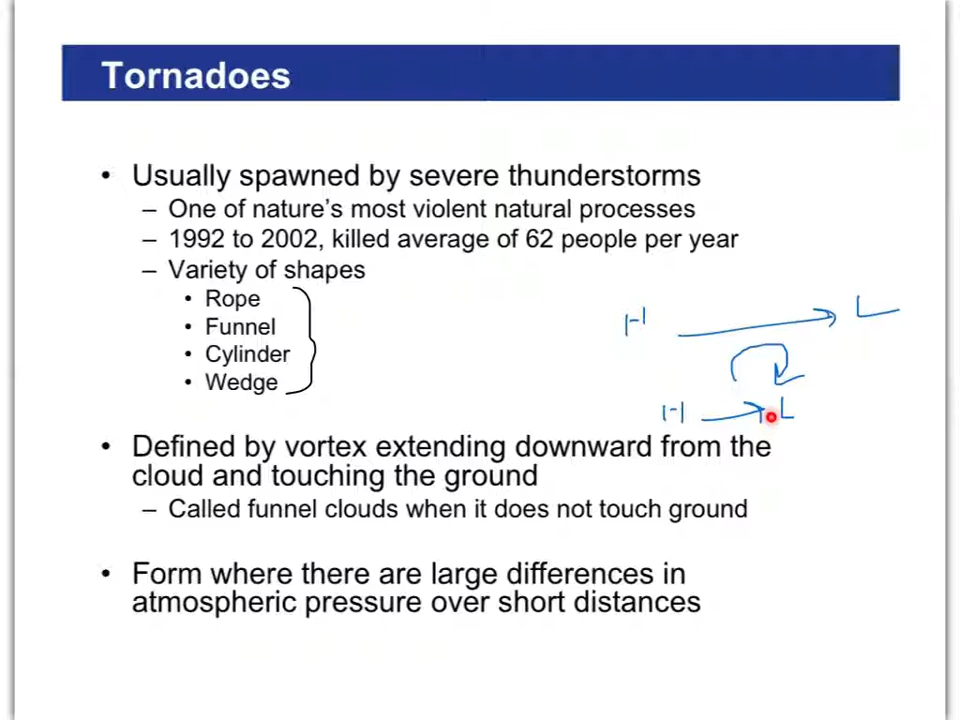 Tornadoes
• Usually spawned by severe thunderstorms
– One of nature's most violent natural processes
– 1992 to 2002, killed average of 62 people per year
– Variety of shapes
• Rope
• Funnel
• Cylinder
• Wedge
H L
H L
• Defined by vortex extending downward from the
cloud and touching the ground
– Called funnel clouds when it does not touch ground
• Form where there are large differences in
atmospheric pressure over short distances